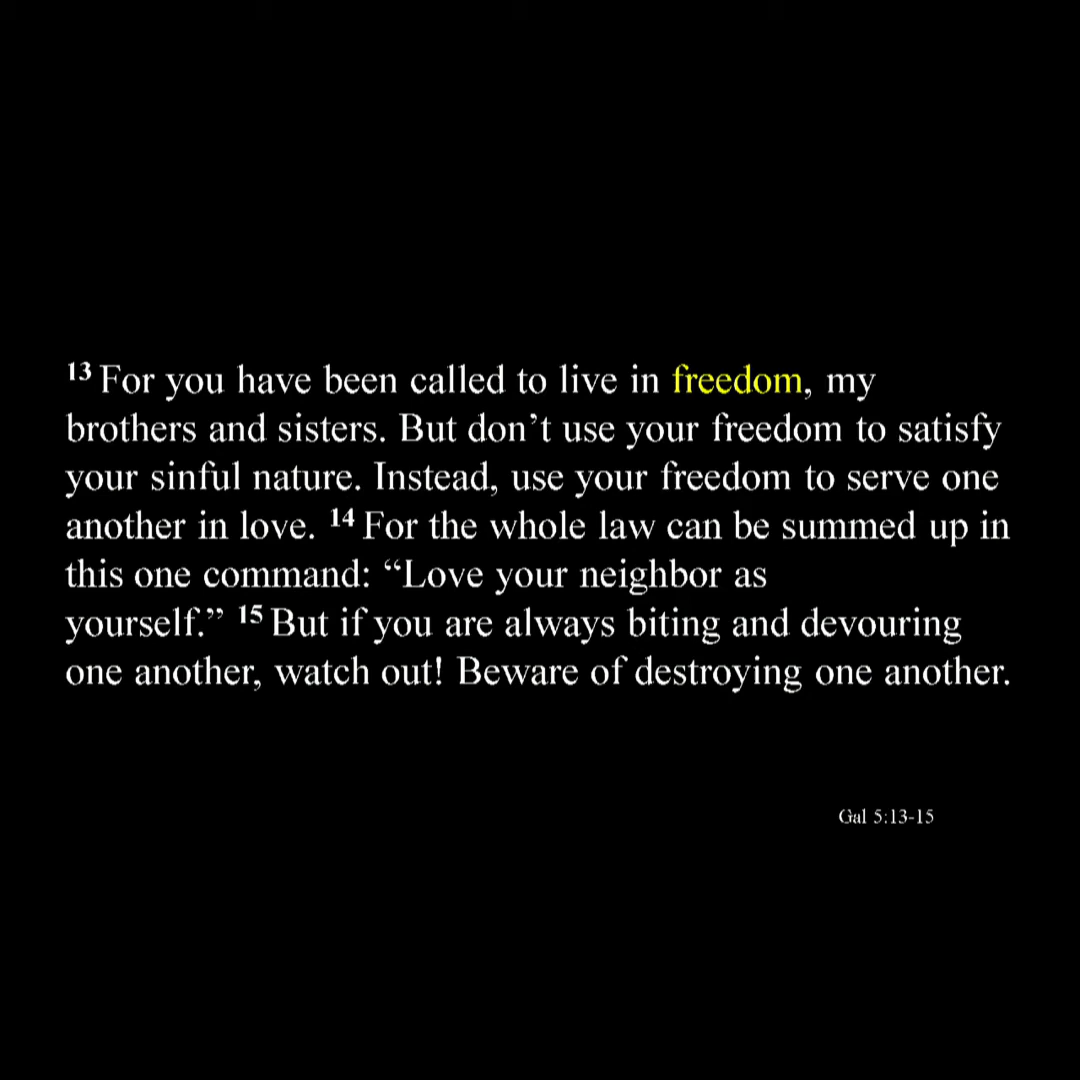 ¹³ For you have been called to live in freedom, my
brothers and sisters. But don’t use your freedom to satisfy
your sinful nature. Instead, use your freedom to serve one
another in love. ¹⁴ For the whole law can be summed up in
this one command: “Love your neighbor as
yourself.” ¹⁵ But if you are always biting and devouring
one another, watch out! Beware of destroying one another.
Gal 5:13-15